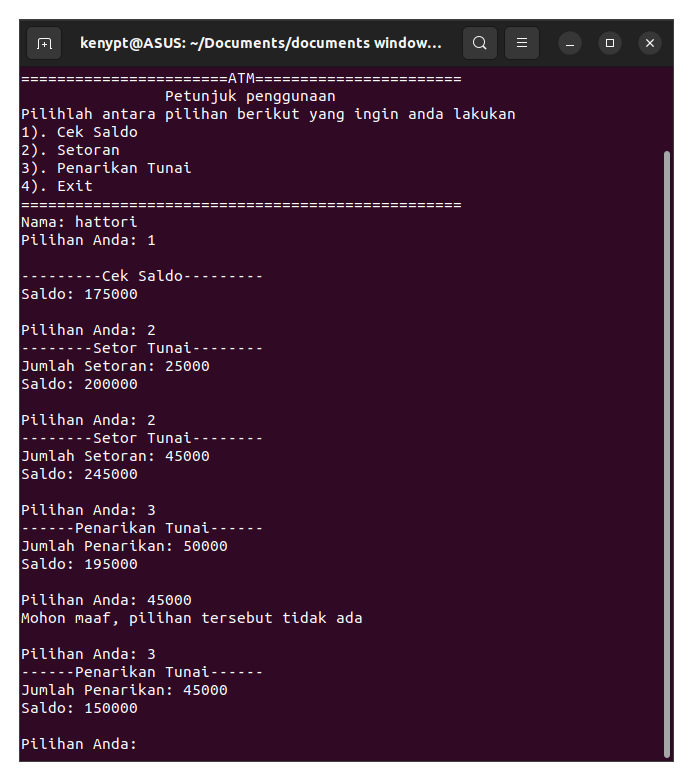 kenypt@ASUS: ~/Documents/documents window...
=======================ATM=======================
Petunjuk penggunaan
Pilihlah antara pilihan berikut yang ingin anda lakukan
1). Cek Saldo
2). Setoran
3). Penarikan Tunai
4). Exit
=================================================
Nama: hattori
Pilihan Anda: 1
---------Cek Saldo---------
Saldo: 175000
Pilihan Anda: 2
--------Setor Tunai--------
Jumlah Setoran: 25000
Saldo: 200000
Pilihan Anda: 2
--------Setor Tunai--------
Jumlah Setoran: 45000
Saldo: 245000
Pilihan Anda: 3
------Penarikan Tunai------
Jumlah Penarikan: 50000
Saldo: 195000
Pilihan Anda: 45000
Mohon maaf, pilihan tersebut tidak ada
Pilihan Anda: 3
------Penarikan Tunai------
Jumlah Penarikan: 45000
Saldo: 150000
Pilihan Anda: